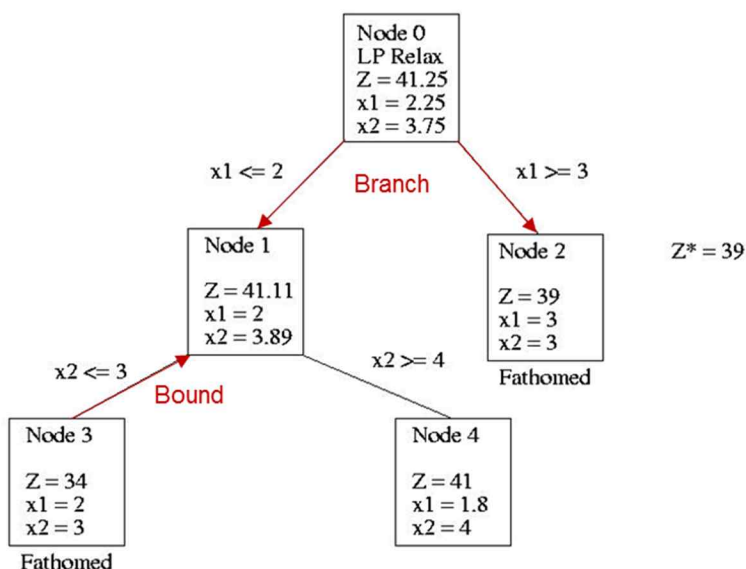 Node 0
LP Relax
Z = 41.25
x1 = 2.25
x2 = 3.75
x1 <= 2
Branch
x1 >= 3
Node 1
Z = 41.11
x1 = 2
x2 = 3.89
Node 2
Z = 39
x1 = 3
x2 = 3
Fathomed
Z* = 39
x2 <= 3
Bound
x2 >= 4
Node 3
Z = 34
x1 = 2
x2 = 3
Fathomed
Node 4
Z = 41
x1 = 1.8
x2 = 4